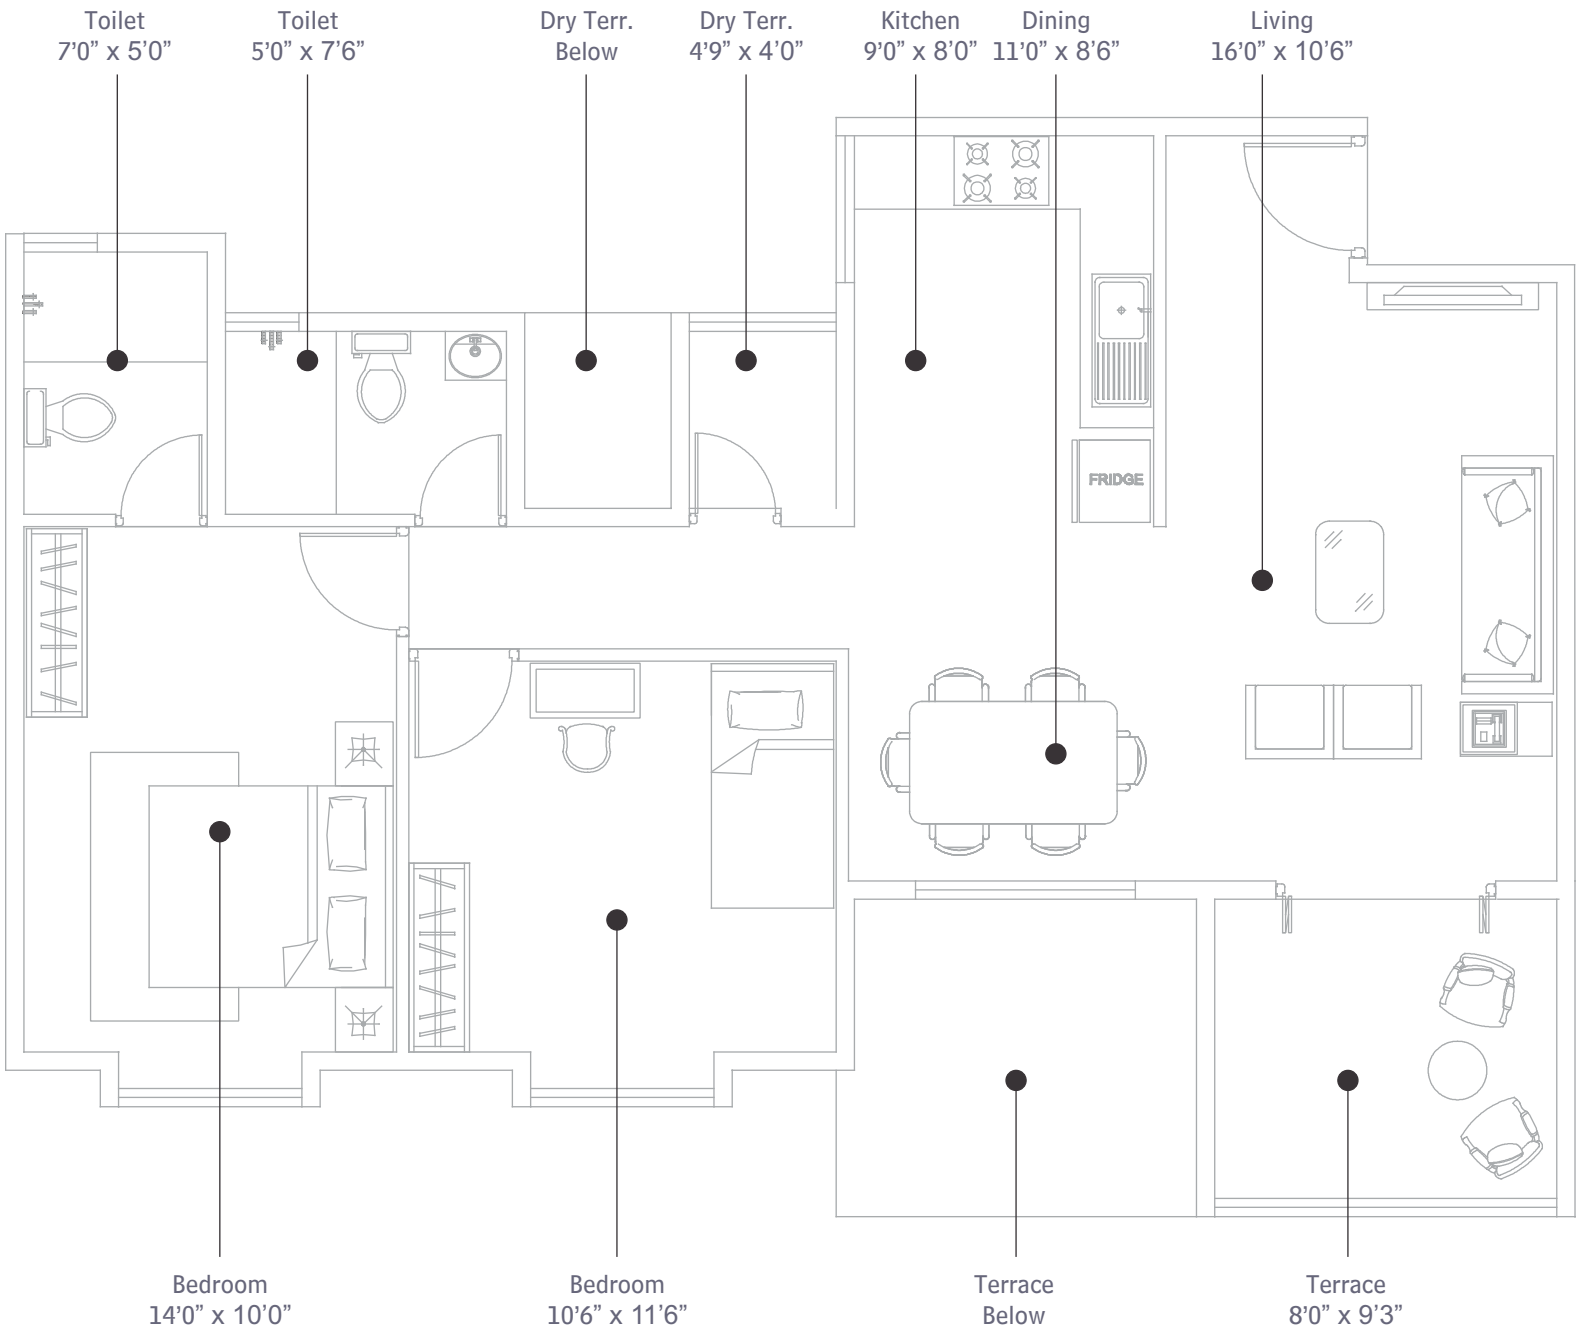 Toilet
7’0” x 5’0”
Toilet
5’0” x 7’6”
Dry Terr.
Below
Dry Terr.
4’9” x 4’0”
Kitchen
9’0” x 8’0”
Dining
11’0” x 8’6”
Living
16’0” x 10’6”
FRIDGE
Bedroom
14’0” x 10’0”
Bedroom
10’6” x 11’6”
Terrace
Below
Terrace
8’0” x 9’3”